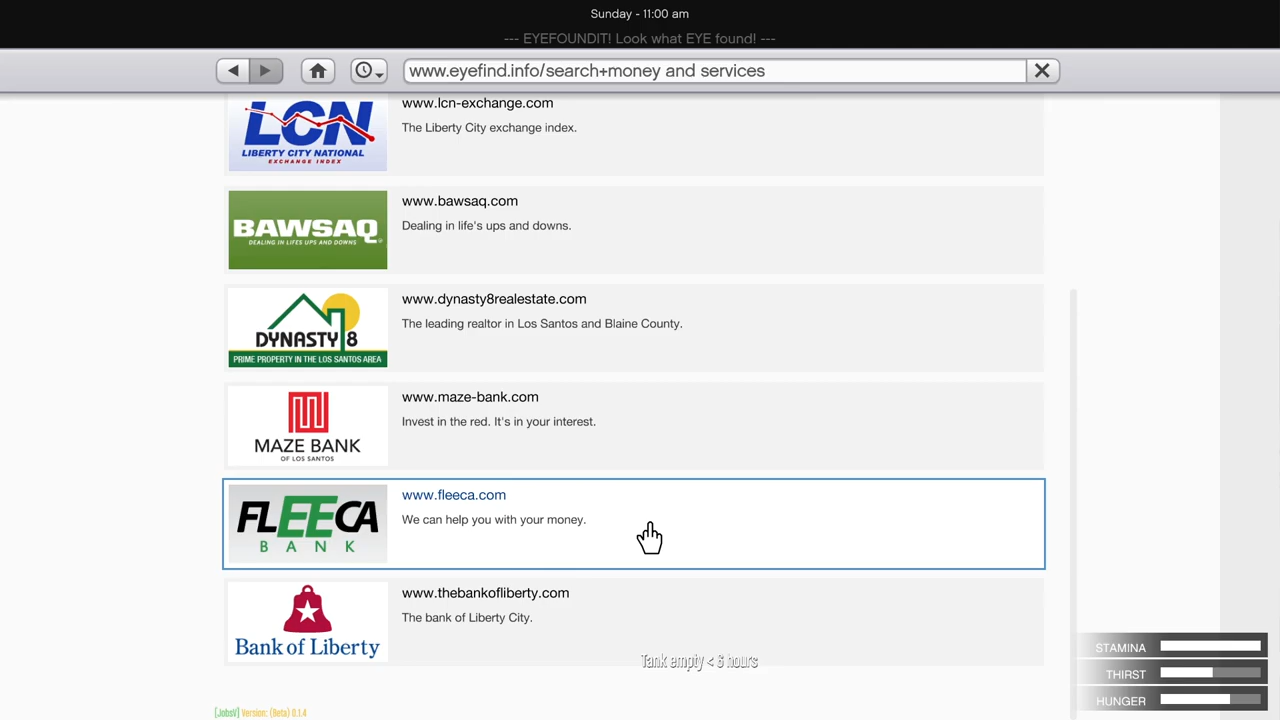 Sunday - 11:00 am
--- EYEFOUNDIT! Look what EYE found! ---
www.eyefind.info/search+money and services
LCN
LIBERTY CITY NATIONAL
EXCHANGE INDEX
www.lcn-exchange.com
The Liberty City exchange index.
BAWSAQ
DEALING IN LIFES UPS AND DOWNS
www.bawsaq.com
Dealing in life's ups and downs.
DYNASTY 8
PRIME PROPERTY IN THE LOS SANTOS AREA
www.dynasty8realestate.com
The leading realtor in Los Santos and Blaine County.
MAZE BANK
OF LOS SANTOS
www.maze-bank.com
Invest in the red. It's in your interest.
FLEECA
BANK
www.fleeca.com
We can help you with your money.
Bank of Liberty
www.thebankofliberty.com
The bank of Liberty City.
Tank empty < 6 hours
STAMINA
THIRST
HUNGER
[JobsV] Version: (Beta) 0.1.4